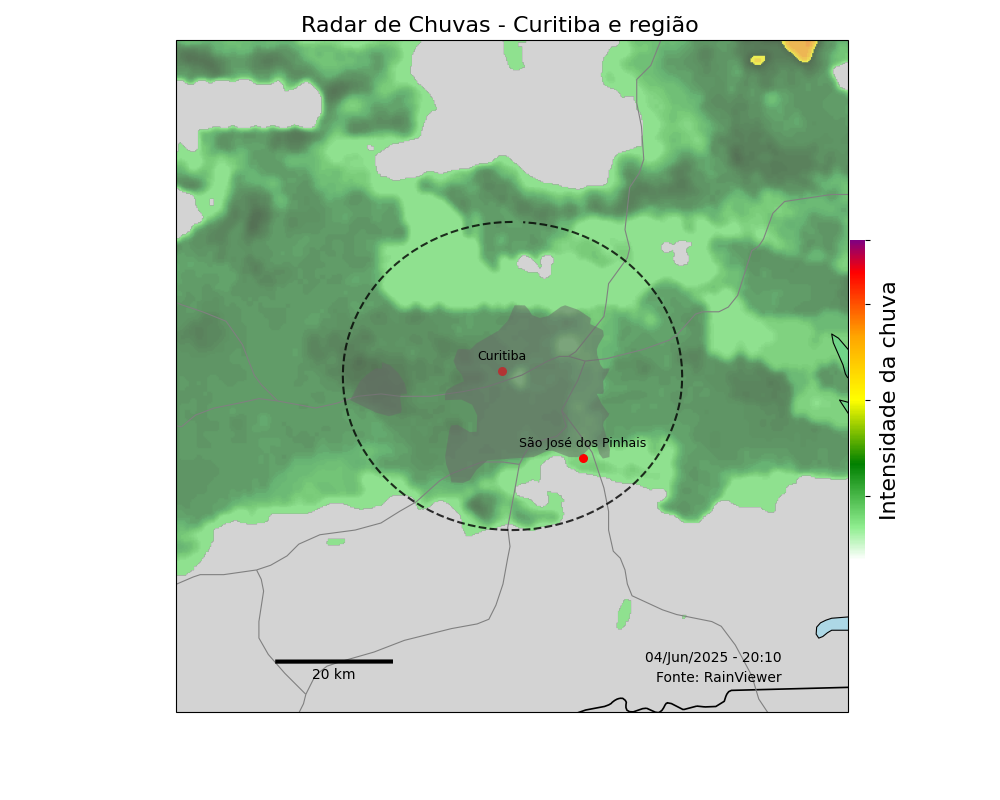 Radar de Chuvas - Curitiba e região
Curitiba
São José dos Pinhais
Intensidade da chuva
04/Jun/2025 - 20:10
Fonte: RainViewer
20 km